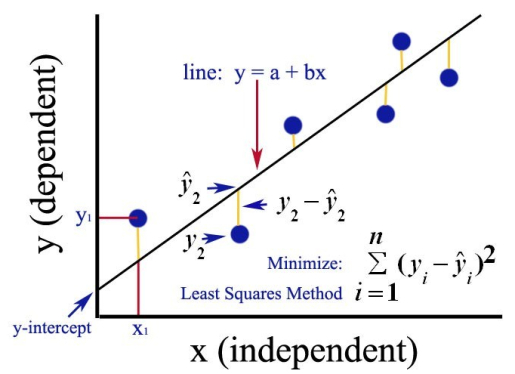 line: y = a + bx
y (dependent)
ŷ₂
y₂ − ŷ₂
y₁
y₂
Minimize: n Σ i = 1 (yᵢ − ŷᵢ)²
Least Squares Method
y-intercept
x₁
x (independent)